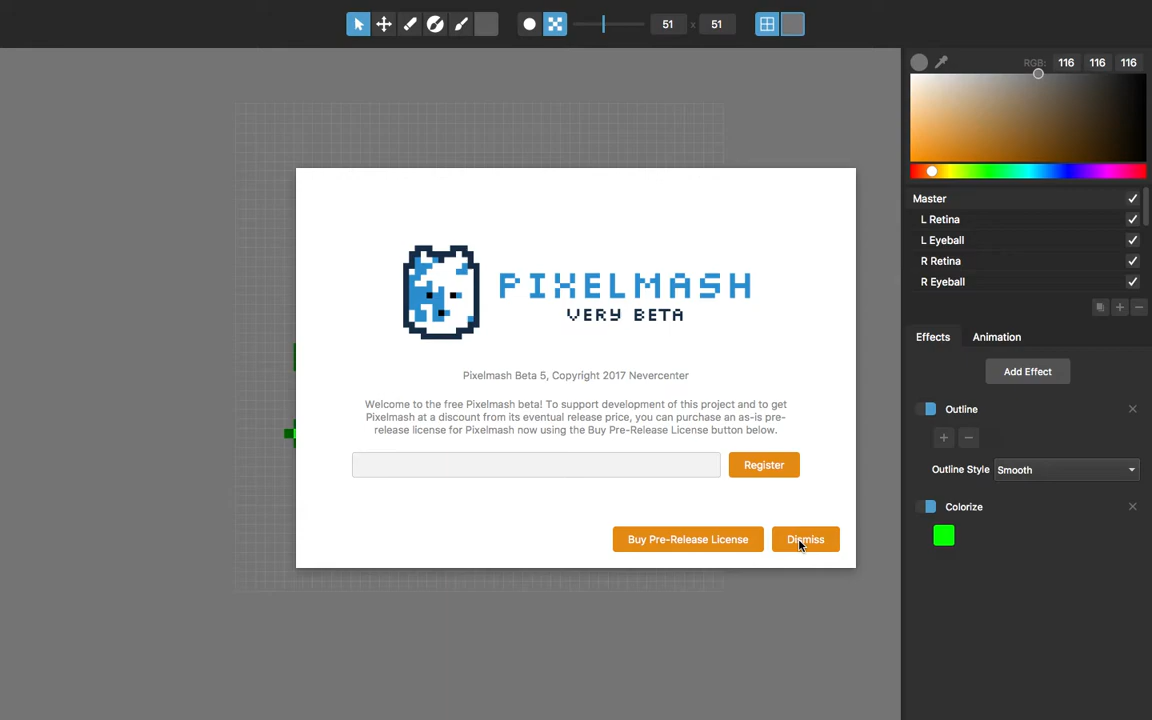 51 x 51
RGB: 116 116 116
Master
L Retina
L Eyeball
R Retina
R Eyeball
Effects Animation
Add Effect
Outline
Outline Style Smooth
Colorize
PIXELMASH
VERY BETA
Pixelmash Beta 5, Copyright 2017 Nevercenter
Welcome to the free Pixelmash beta! To support development of this project and to get
Pixelmash at a discount from its eventual release price, you can purchase an as-is pre-
release license for Pixelmash now using the Buy Pre-Release License button below.
Register
Buy Pre-Release License Dismiss